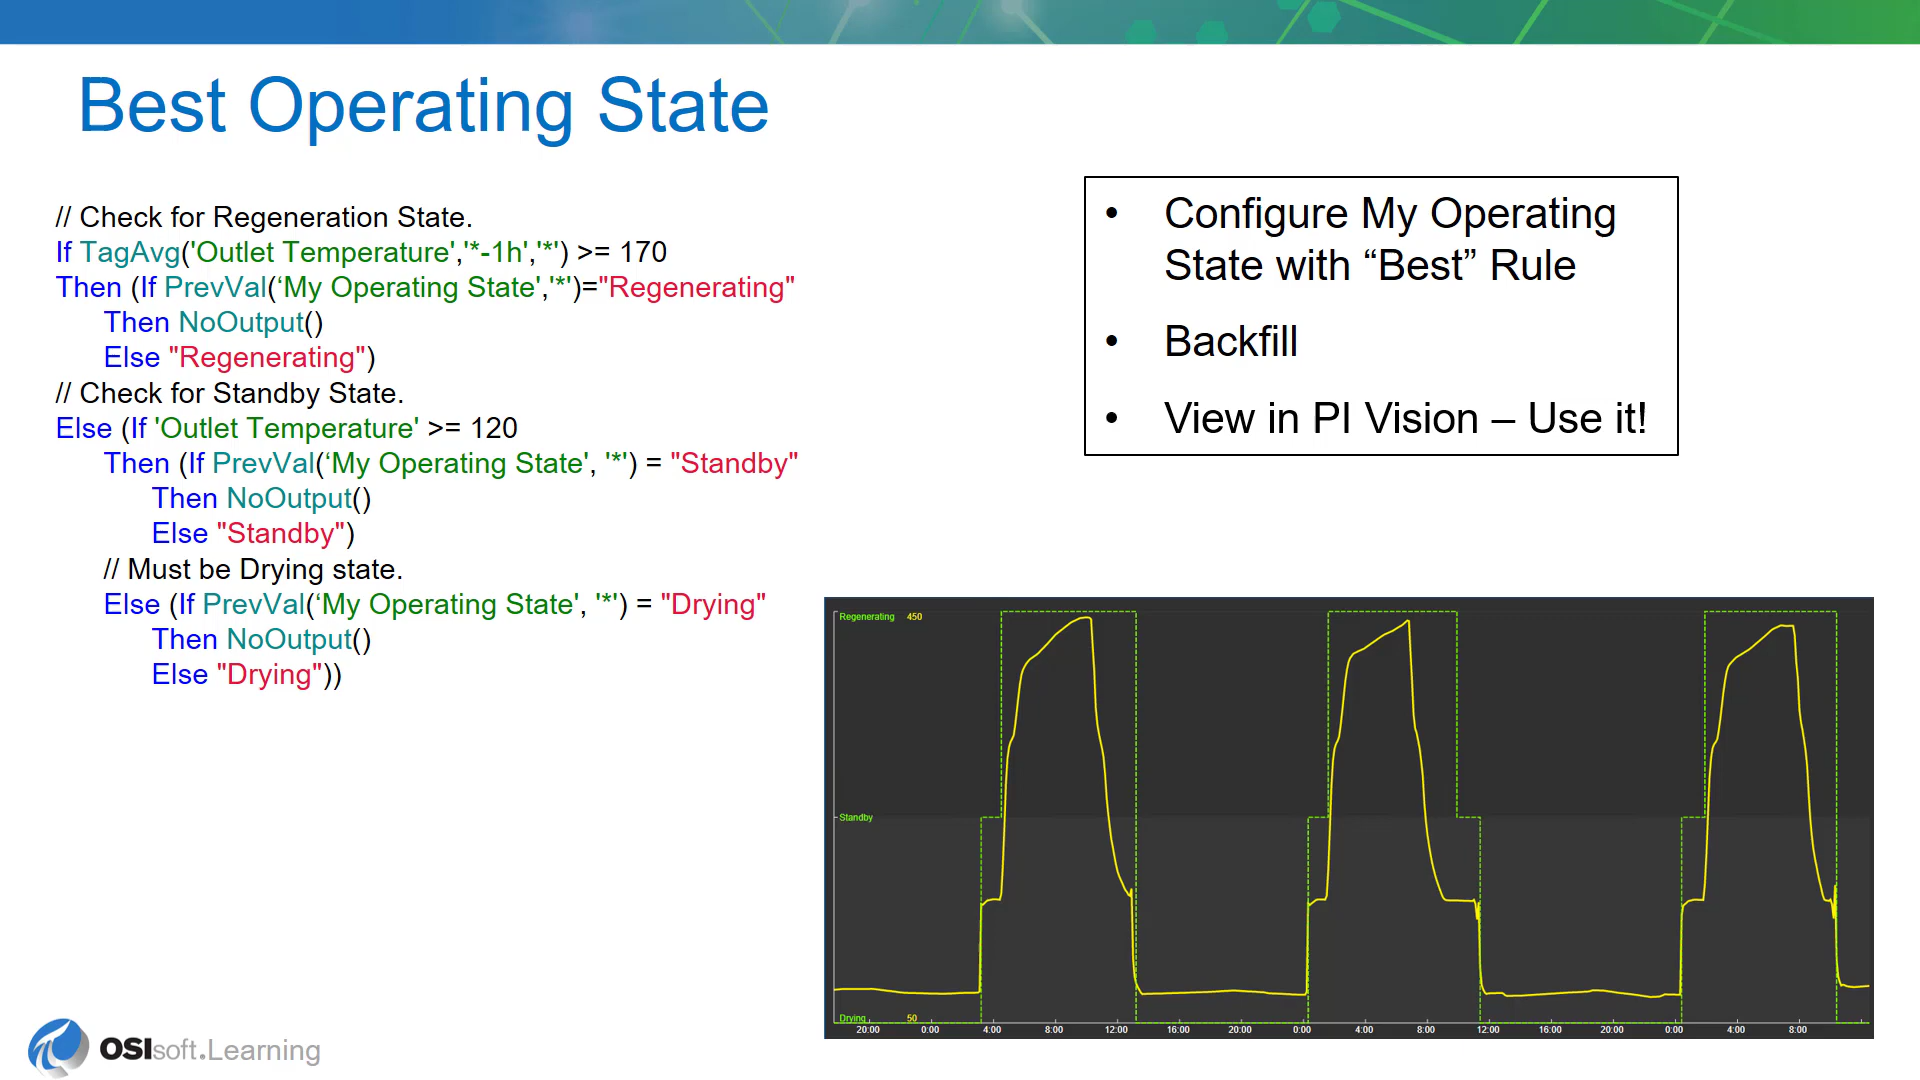 Best Operating State
// Check for Regeneration State.
If TagAvg('Outlet Temperature','*-1h','*') >= 170
Then (If PrevVal(‘My Operating State','*')="Regenerating"
Then NoOutput()
Else "Regenerating")
// Check for Standby State.
Else (If 'Outlet Temperature' >= 120
Then (If PrevVal(‘My Operating State', '*') = "Standby"
Then NoOutput()
Else "Standby")
// Must be Drying state.
Else (If PrevVal(‘My Operating State', '*') = "Drying"
Then NoOutput()
Else "Drying"))
• Configure My Operating
State with “Best” Rule
• Backfill
• View in PI Vision – Use it!
Regenerating 450
Standby
Drying 50
20:00 0:00 4:00 8:00 12:00 16:00 20:00 0:00 4:00 8:00 12:00 16:00 20:00 0:00 4:00 8:00
OSIsoft.Learning